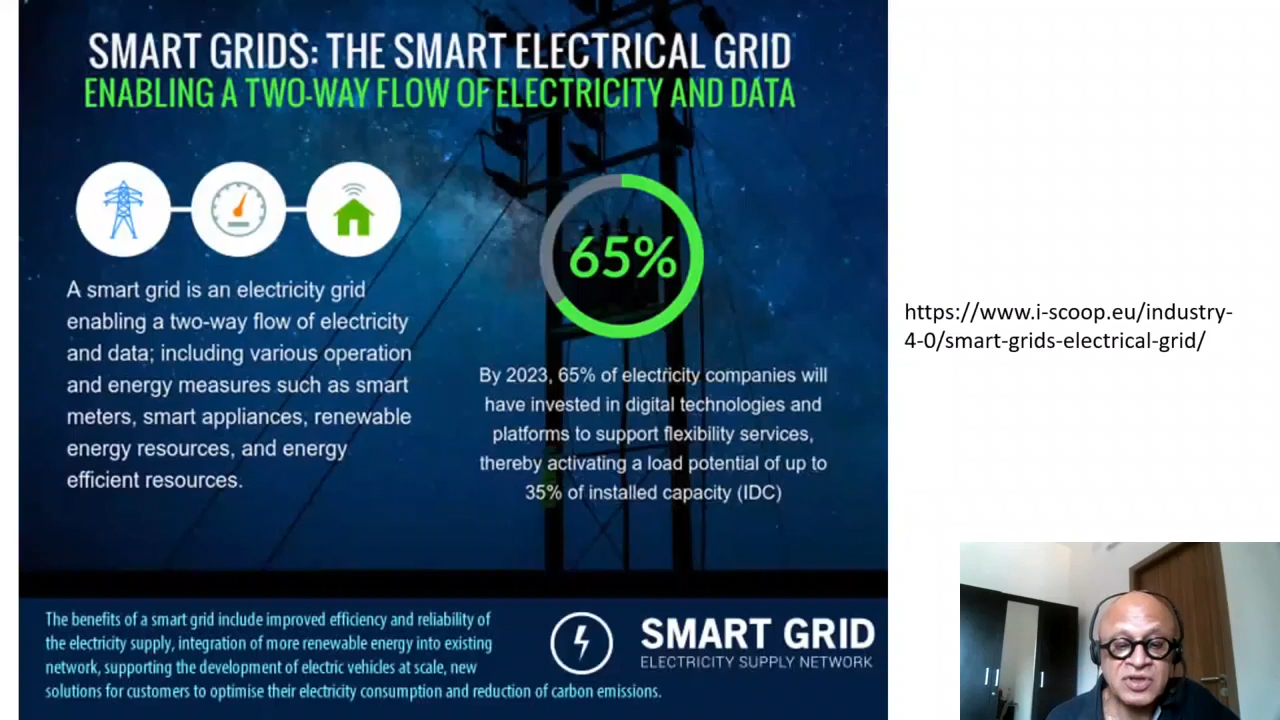 SMART GRIDS: THE SMART ELECTRICAL GRID
ENABLING A TWO-WAY FLOW OF ELECTRICITY AND DATA
A smart grid is an electricity grid
enabling a two-way flow of electricity
and data; including various operation
and energy measures such as smart
meters, smart appliances, renewable
energy resources, and energy
efficient resources.
65%
By 2023, 65% of electricity companies will
have invested in digital technologies and
platforms to support flexibility services,
thereby activating a load potential of up to
35% of installed capacity (IDC)
The benefits of a smart grid include improved efficiency and reliability of
the electricity supply, integration of more renewable energy into existing
network, supporting the development of electric vehicles at scale, new
solutions for customers to optimise their electricity consumption and reduction of carbon emissions.
SMART GRID
ELECTRICITY SUPPLY NETWORK
https://www.i-scoop.eu/industry-
4-0/smart-grids-electrical-grid/